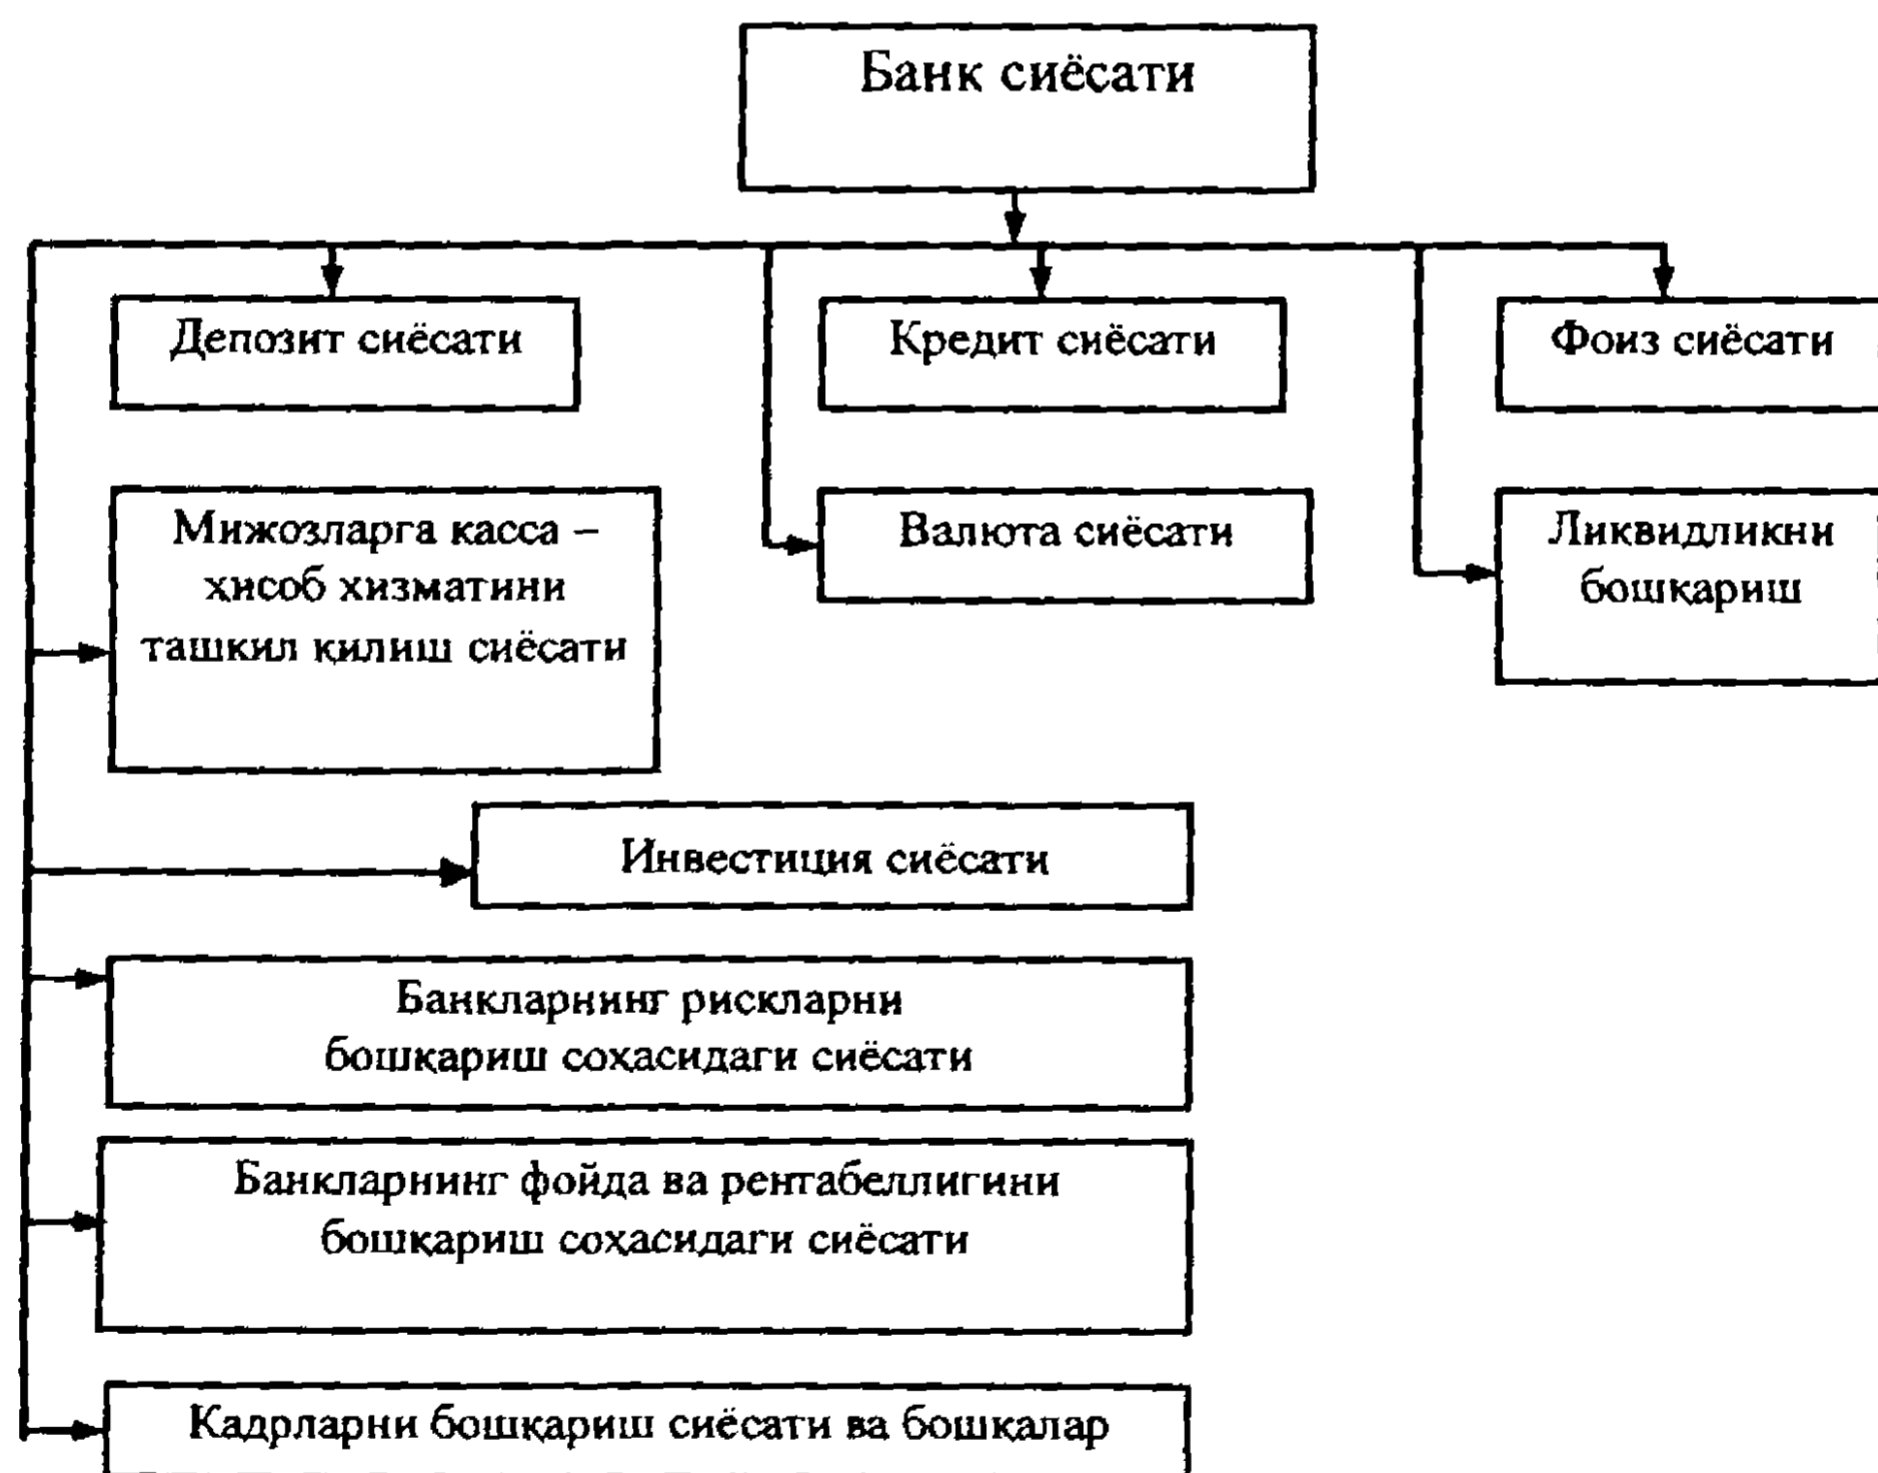 Банк сиёсати
Депозит сиёсати
Кредит сиёсати
Фоиз сиёсати
Мижозларга касса –
ҳисоб хизматини
ташкил қилиш сиёсати
Валюта сиёсати
Ликвидликни
бошқариш
Инвестиция сиёсати
Банкларнинг рискларни
бошқариш соҳасидаги сиёсати
Банкларнинг фойда ва рентабеллигини
бошқариш соҳасидаги сиёсати
Кадрларни бошқариш сиёсати ва бошқалар